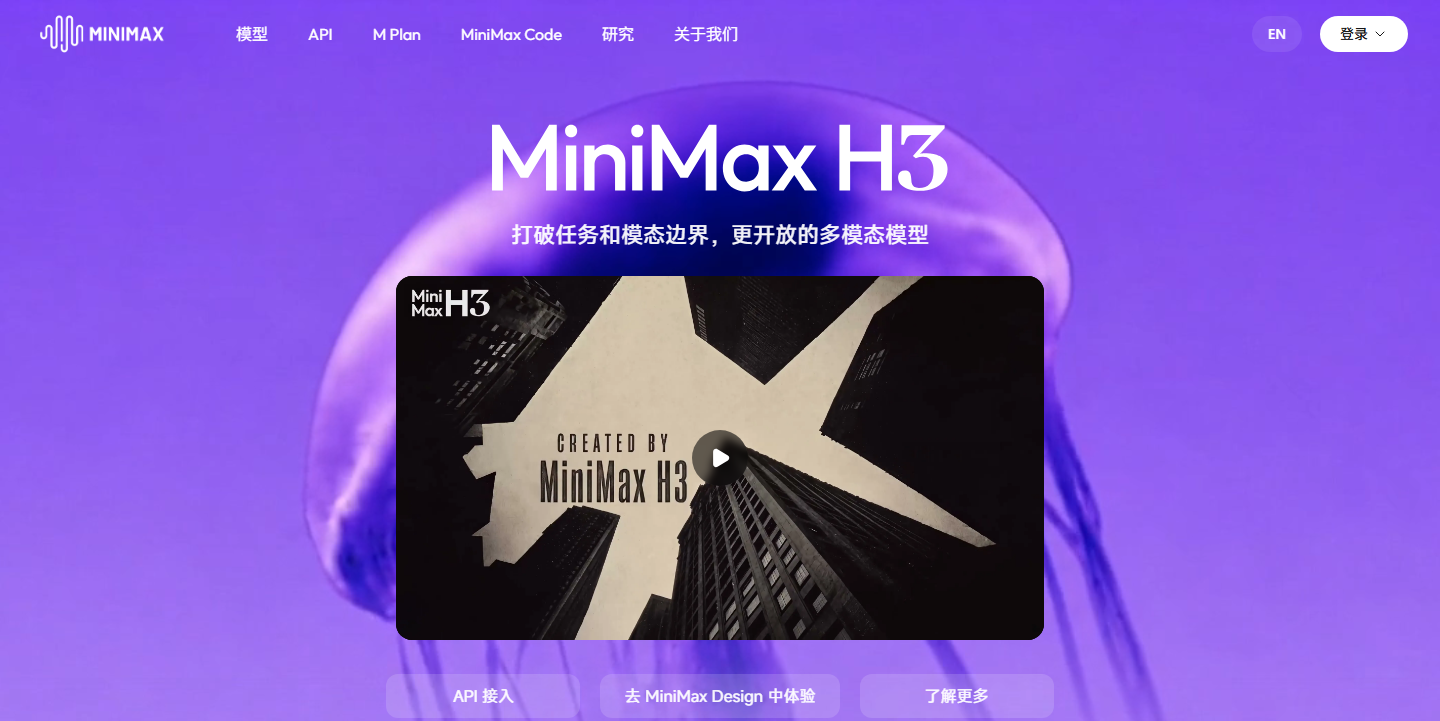 MINIMAX
模型
API
M Plan
MiniMax Code
研究
关于我们
EN
登录
MiniMax H3
打破任务和模态边界，更开放的多模态模型
Mini
Max H3
CREATED BY
MiniMax H3
API 接入
去 MiniMax Design 中体验
了解更多